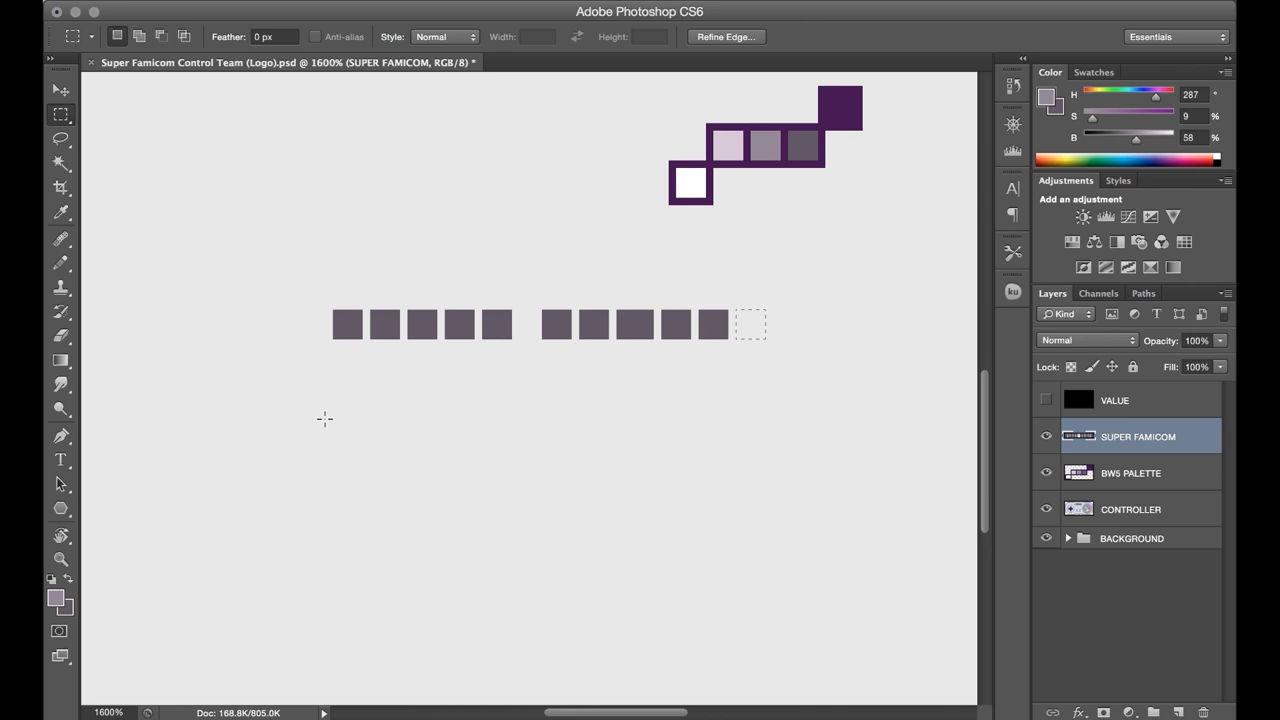 Adobe Photoshop CS6
Feather: 0 px Anti-alias Style: Normal Width: Height: Refine Edge... Essentials
× Super Famicom Control Team (Logo).psd @ 1600% (SUPER FAMICOM, RGB/8) *
Color Swatches
H 287 °
S 9 %
B 58 %
Adjustments Styles
Add an adjustment
ku
Layers Channels Paths
Kind
Normal Opacity: 100%
Lock: Fill: 100%
VALUE
SUPER FAMICOM
BW5 PALETTE
CONTROLLER
BACKGROUND
1600% Doc: 168.8K/805.0K
fx